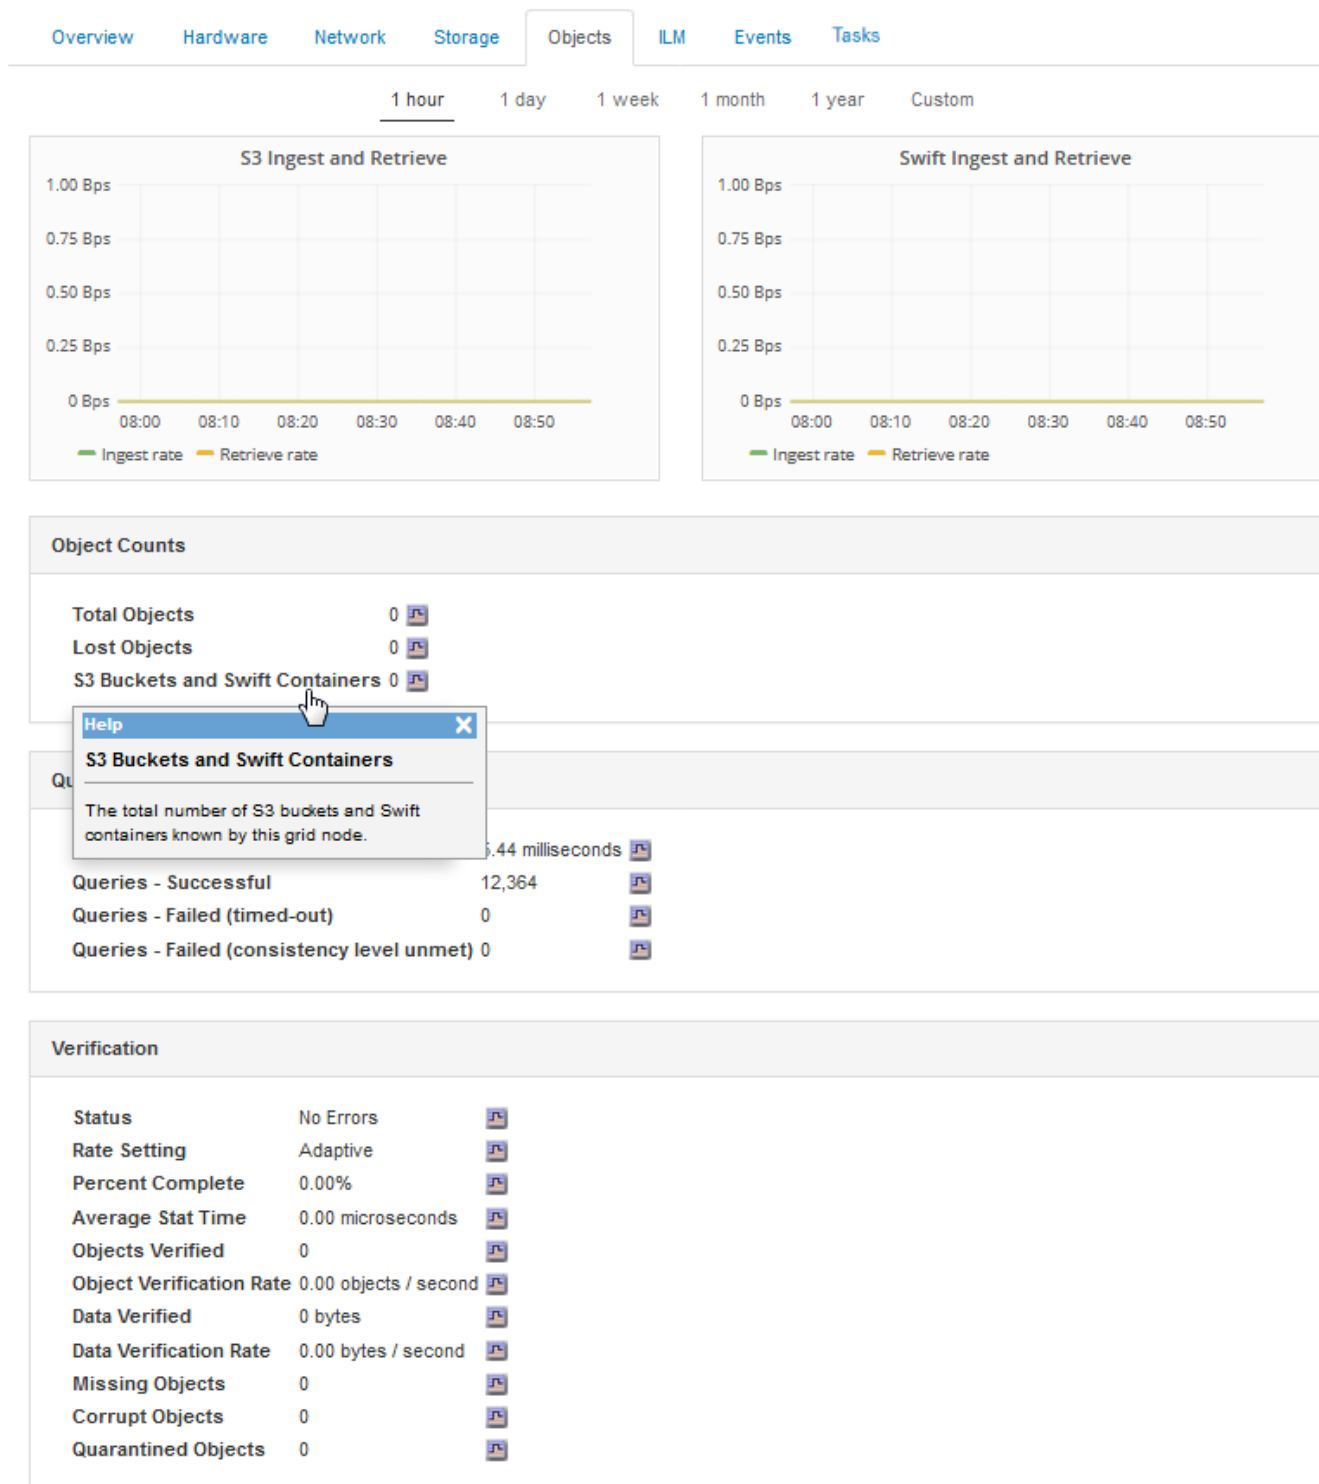 Overview Hardware Network Storage Objects ILM Events Tasks
1 hour 1 day 1 week 1 month 1 year Custom
S3 Ingest and Retrieve
1.00 Bps
0.75 Bps
0.50 Bps
0.25 Bps
0 Bps
08:00 08:10 08:20 08:30 08:40 08:50
Ingest rate Retrieve rate
Swift Ingest and Retrieve
1.00 Bps
0.75 Bps
0.50 Bps
0.25 Bps
0 Bps
08:00 08:10 08:20 08:30 08:40 08:50
Ingest rate Retrieve rate
Object Counts
Total Objects 0
Lost Objects 0
S3 Buckets and Swift Containers 0
Help
S3 Buckets and Swift Containers
The total number of S3 buckets and Swift
containers known by this grid node.
.44 milliseconds
Queries - Successful 12,364
Queries - Failed (timed-out) 0
Queries - Failed (consistency level unmet) 0
Verification
Status No Errors
Rate Setting Adaptive
Percent Complete 0.00%
Average Stat Time 0.00 microseconds
Objects Verified 0
Object Verification Rate 0.00 objects / second
Data Verified 0 bytes
Data Verification Rate 0.00 bytes / second
Missing Objects 0
Corrupt Objects 0
Quarantined Objects 0